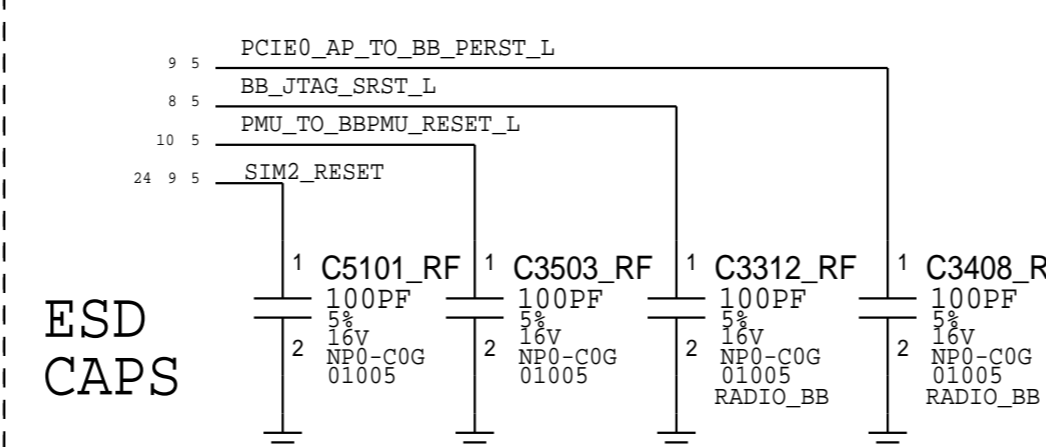 9 5 PCIE0_AP_TO_BB_PERST_L
8 5 BB_JTAG_SRST_L
10 5 PMU_TO_BBPMU_RESET_L
24 9 5 SIM2_RESET
ESD
CAPS
1 C5101_RF
100PF
5%
16V
2 NP0-C0G
01005
1 C3503_RF
100PF
5%
16V
2 NP0-C0G
01005
1 C3312_RF
100PF
5%
16V
2 NP0-C0G
01005
RADIO_BB
1 C3408_R
100PF
5%
16V
2 NP0-C0G
01005
RADIO_BB